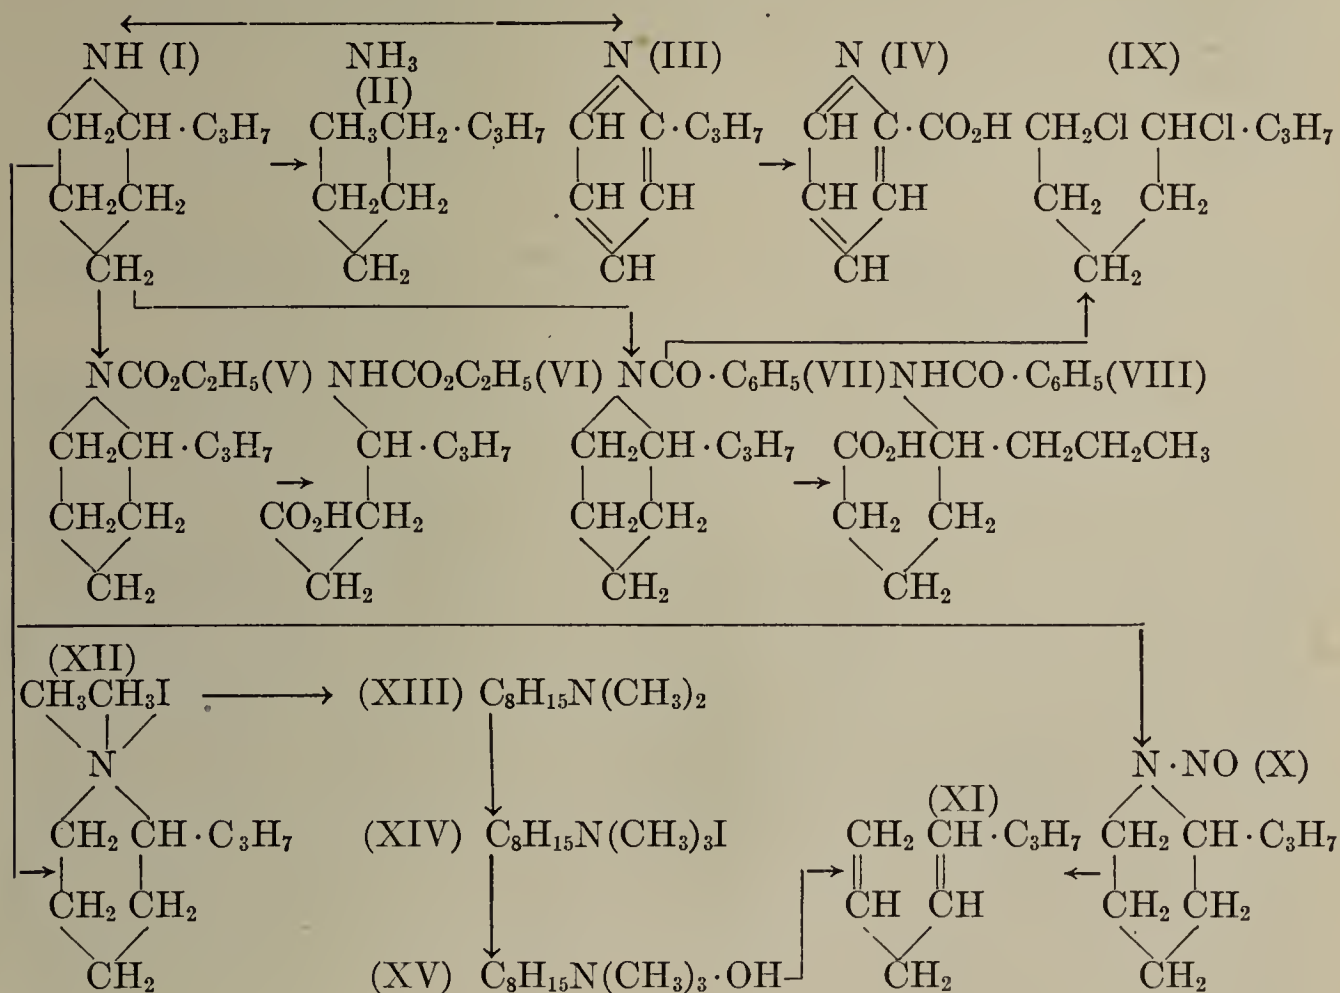 NH (I) NH₃ N (III) N (IV) (IX)
(II)
CH₂CH·C₃H₇ CH₃CH₂·C₃H₇ CH C·C₃H₇ CH C·CO₂H CH₂Cl CHCl·C₃H₇
CH₂CH₂ CH₂CH₂ CH CH CH CH CH₂ CH₂
CH₂ CH₂ CH CH CH₂
NCO₂C₂H₅(V) NHCO₂C₂H₅(VI) NCO·C₆H₅(VII) NHCO·C₆H₅(VIII)
CH₂CH·C₃H₇ CH·C₃H₇ CH₂CH·C₃H₇ CO₂HCH·CH₂CH₂CH₃
CH₂CH₂ CO₂HCH₂ CH₂CH₂ CH₂ CH₂
CH₂ CH₂ CH₂ CH₂
(XII)
CH₃CH₃I (XIII) C₈H₁₅N(CH₃)₂
N N·NO (X)
(XI)
CH₂ CH·C₃H₇ (XIV) C₈H₁₅N(CH₃)₃I CH₂ CH·C₃H₇ CH₂ CH·C₃H₇
CH₂ CH₂ CH CH CH₂ CH₂
CH₂ (XV) C₈H₁₅N(CH₃)₃·OH CH₂ CH₂